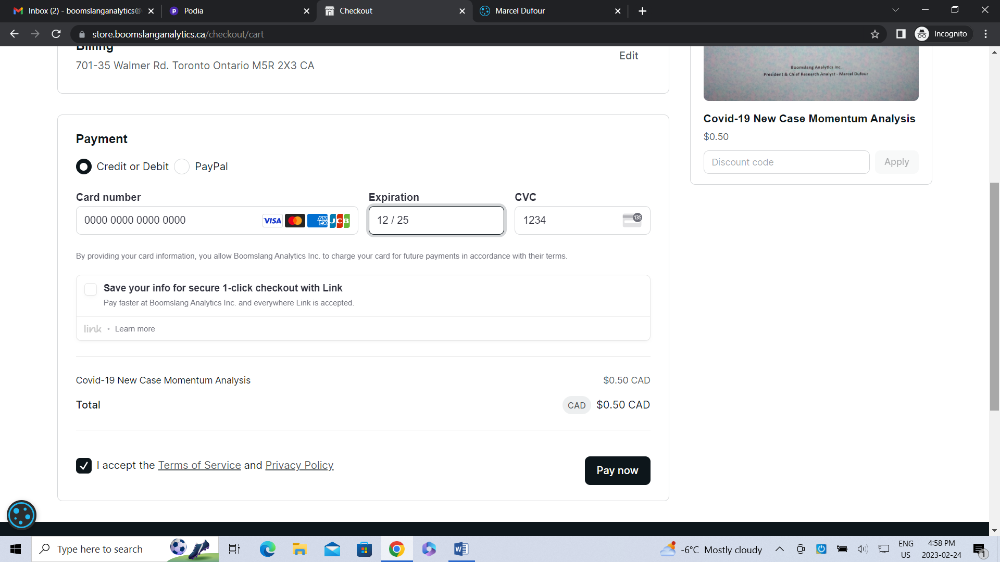 Inbox (2) - boomslanganalytics@
Podia
Checkout
Marcel Dufour
store.boomslanganalytics.ca/checkout/cart
Incognito
Billing
Edit
701-35 Walmer Rd. Toronto Ontario M5R 2X3 CA
Boomslang Analytics Inc.
President & Chief Research Analyst - Marcel Dufour
Covid-19 New Case Momentum Analysis
$0.50
Discount code
Apply
Payment
Credit or Debit
PayPal
Card number
Expiration
CVC
0000 0000 0000 0000
VISA
AM
EX
JCB
12 / 25
1234
135
By providing your card information, you allow Boomslang Analytics Inc. to charge your card for future payments in accordance with their terms.
Save your info for secure 1-click checkout with Link
Pay faster at Boomslang Analytics Inc. and everywhere Link is accepted.
link • Learn more
Covid-19 New Case Momentum Analysis
$0.50 CAD
Total
CAD
$0.50 CAD
I accept the Terms of Service and Privacy Policy
Pay now
Type here to search
-6°C Mostly cloudy
ENG
US
4:58 PM
2023-02-24
1